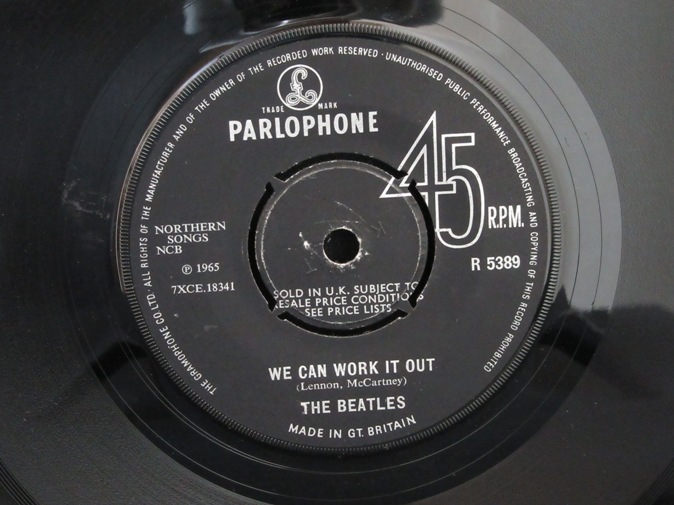 THE GRAMOPHONE CO.LTD. ALL RIGHTS OF THE MANUFACTURER AND OF THE OWNER OF THE RECORDED WORK RESERVED · UNAUTHORISED PUBLIC PERFORMANCE BROADCASTING AND COPYING OF THIS RECORD PROHIBITED
£
TRADE MARK
PARLOPHONE
45
R.P.M.
R 5389
NORTHERN
SONGS
NCB
℗ 1965
7XCE.18341
SOLD IN U.K. SUBJECT TO
RESALE PRICE CONDITIONS
SEE PRICE LISTS
WE CAN WORK IT OUT
(Lennon, McCartney)
THE BEATLES
MADE IN GT. BRITAIN